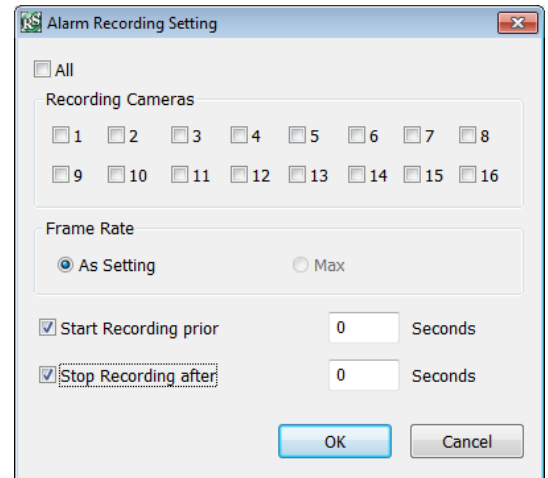 RS Alarm Recording Setting
All
Recording Cameras
1 2 3 4 5 6 7 8
9 10 11 12 13 14 15 16
Frame Rate
As Setting Max
Start Recording prior 0 Seconds
Stop Recording after 0 Seconds
OK Cancel